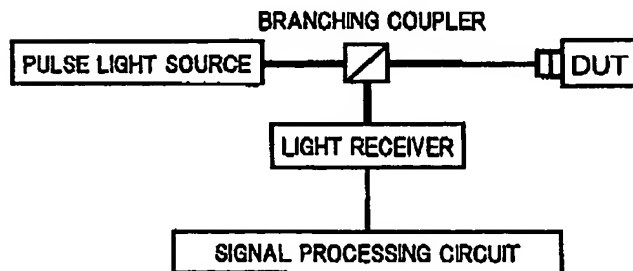 BRANCHING COUPLER
PULSE LIGHT SOURCE
DUT
LIGHT RECEIVER
SIGNAL PROCESSING CIRCUIT